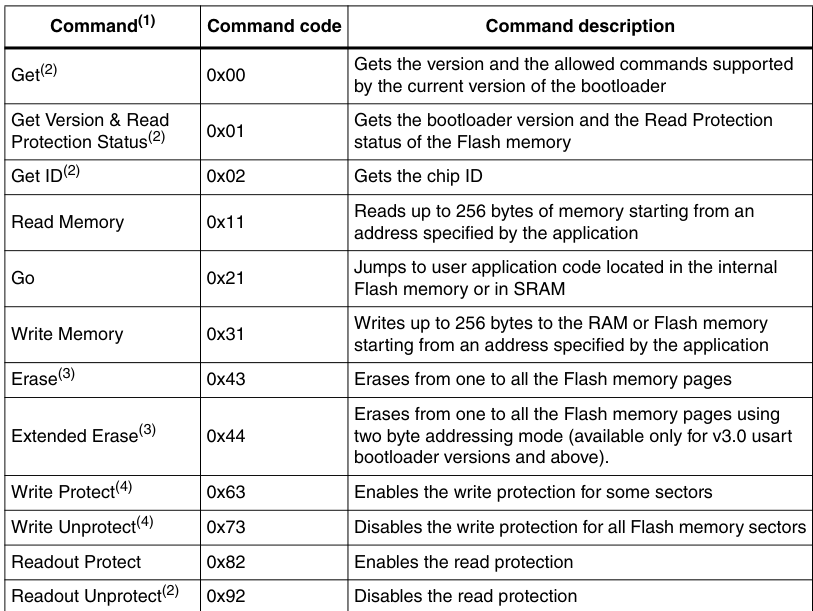 Command(1) Command code Command description
Get(2) 0x00 Gets the version and the allowed commands supported
by the current version of the bootloader
Get Version & Read
Protection Status(2) 0x01 Gets the bootloader version and the Read Protection
status of the Flash memory
Get ID(2) 0x02 Gets the chip ID
Read Memory 0x11 Reads up to 256 bytes of memory starting from an
address specified by the application
Go 0x21 Jumps to user application code located in the internal
Flash memory or in SRAM
Write Memory 0x31 Writes up to 256 bytes to the RAM or Flash memory
starting from an address specified by the application
Erase(3) 0x43 Erases from one to all the Flash memory pages
Extended Erase(3) 0x44 Erases from one to all the Flash memory pages using
two byte addressing mode (available only for v3.0 usart
bootloader versions and above).
Write Protect(4) 0x63 Enables the write protection for some sectors
Write Unprotect(4) 0x73 Disables the write protection for all Flash memory sectors
Readout Protect 0x82 Enables the read protection
Readout Unprotect(2) 0x92 Disables the read protection